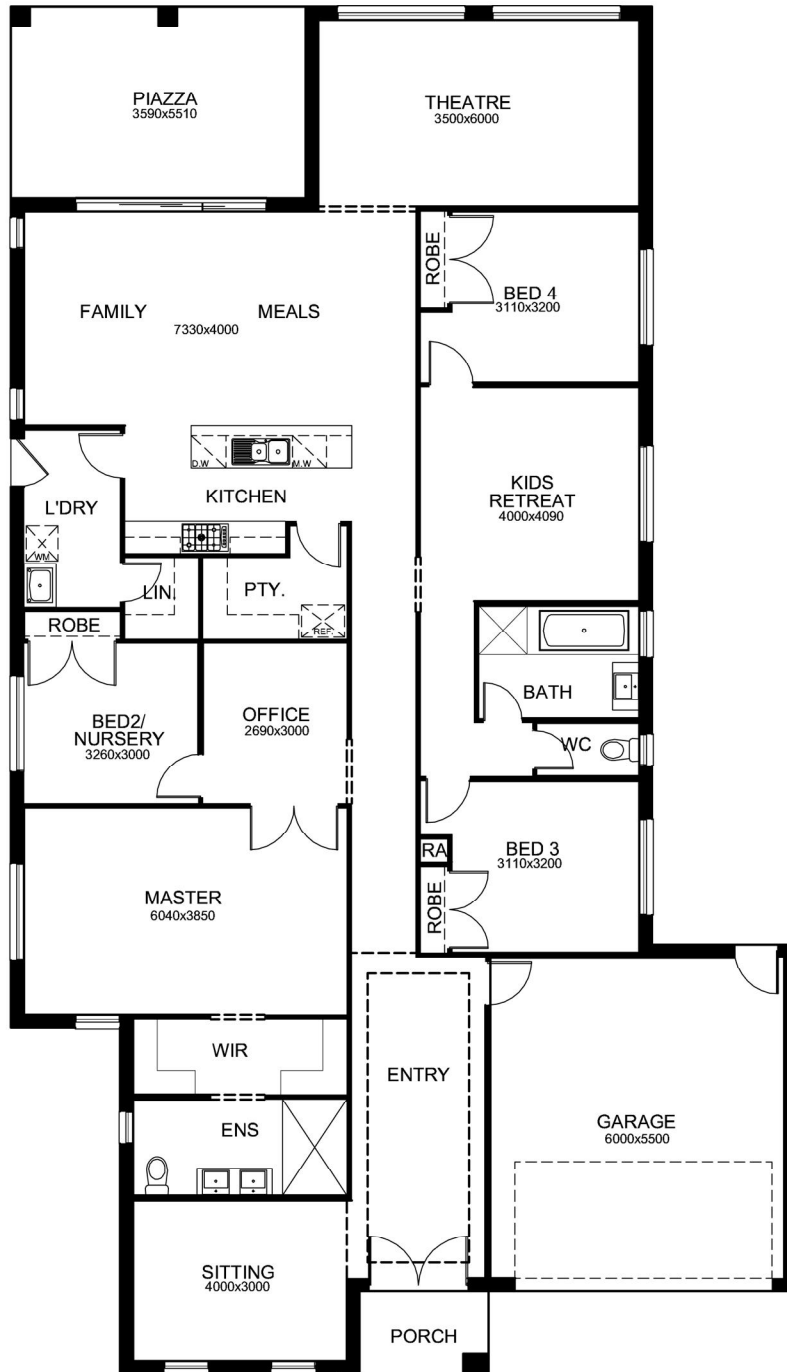 PIAZZA
3590x5510
THEATRE
3500x6000
ROBE
BED 4
3110x3200
FAMILY
MEALS
7330x4000
D.W
M.W
KITCHEN
KIDS
RETREAT
4000x4090
L'DRY
WM
LIN.
PTY.
REF.
ROBE
BED2/
NURSERY
3260x3000
OFFICE
2690x3000
BATH
WC
RA
BED 3
3110x3200
ROBE
MASTER
6040x3850
WIR
ENTRY
ENS
GARAGE
6000x5500
SITTING
4000x3000
PORCH